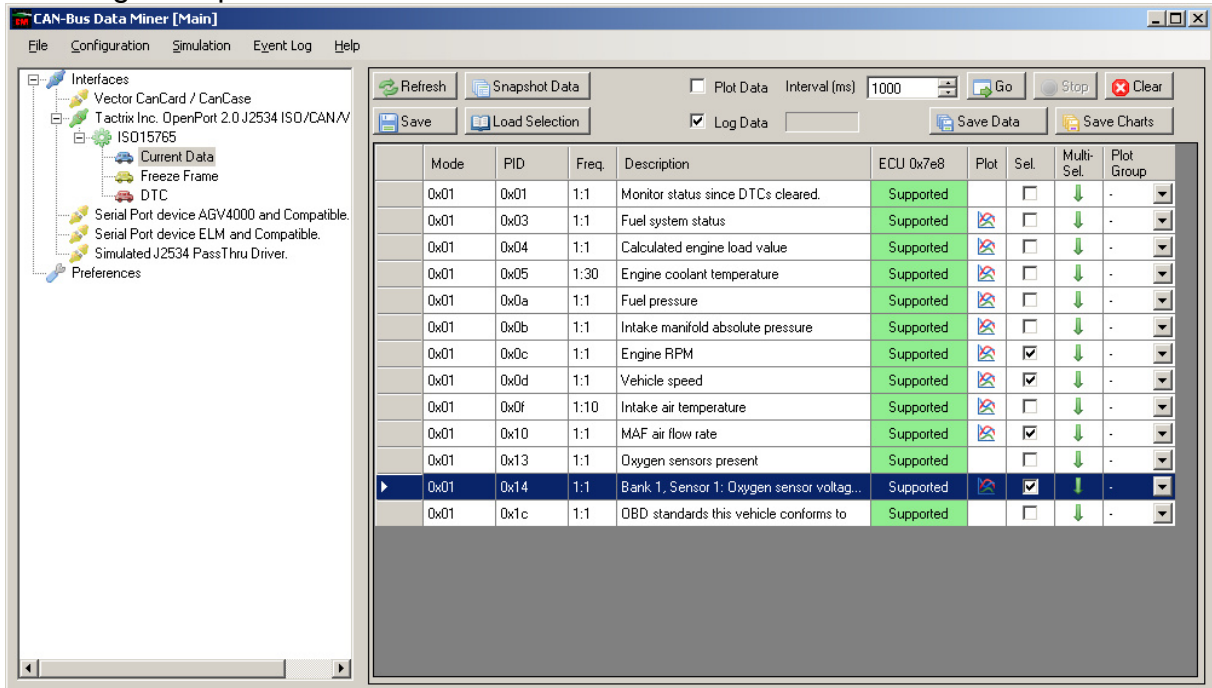 CAN-Bus Data Miner [Main]
File Configuration Simulation Event Log Help
Interfaces
Vector CanCard / CanCase
Tactrix Inc. OpenPort 2.0 J2534 ISO/CAN/V
ISO15765
Current Data
Freeze Frame
DTC
Serial Port device AGV4000 and Compatible.
Serial Port device ELM and Compatible.
Simulated J2534 PassThru Driver.
Preferences
Refresh Snapshot Data Plot Data Interval (ms) 1000 Go Stop Clear
Save Load Selection Log Data Save Data Save Charts
Mode PID Freq. Description ECU 0x7e8 Plot Sel. Multi-Sel. Plot Group
0x01 0x01 1:1 Monitor status since DTCs cleared. Supported -
0x01 0x03 1:1 Fuel system status Supported -
0x01 0x04 1:1 Calculated engine load value Supported -
0x01 0x05 1:30 Engine coolant temperature Supported -
0x01 0x0a 1:1 Fuel pressure Supported -
0x01 0x0b 1:1 Intake manifold absolute pressure Supported -
0x01 0x0c 1:1 Engine RPM Supported -
0x01 0x0d 1:1 Vehicle speed Supported -
0x01 0x0f 1:10 Intake air temperature Supported -
0x01 0x10 1:1 MAF air flow rate Supported -
0x01 0x13 1:1 Oxygen sensors present Supported -
0x01 0x14 1:1 Bank 1, Sensor 1: Oxygen sensor voltag... Supported -
0x01 0x1c 1:1 OBD standards this vehicle conforms to Supported -